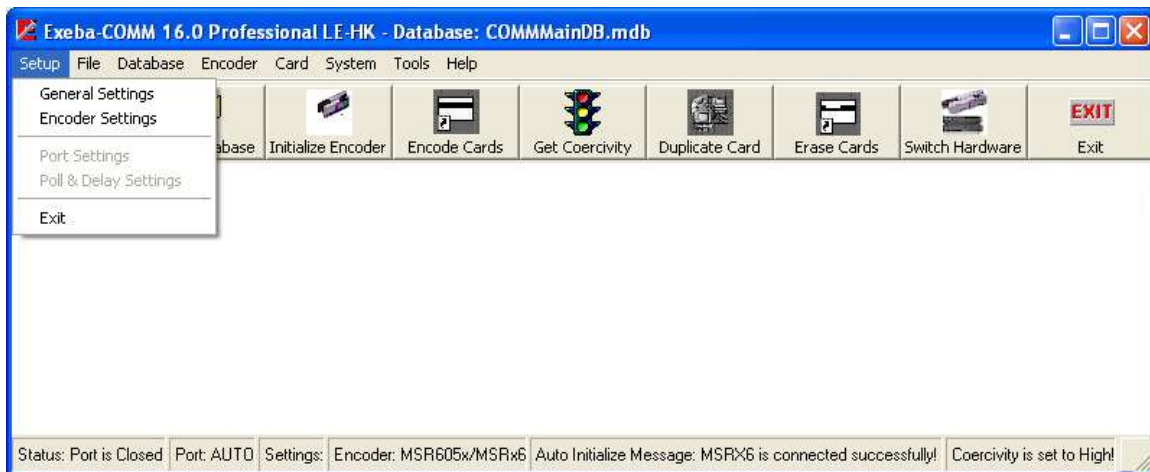 Exeba-COMM 16.0 Professional LE-HK - Database: COMMMainDB.mdb
Setup File Database Encoder Card System Tools Help
General Settings
Encoder Settings
Port Settings
Poll & Delay Settings
Exit
Initialize Encoder Encode Cards Get Coercivity Duplicate Card Erase Cards Switch Hardware EXIT Exit
Status: Port is Closed Port: AUTO Settings: Encoder: MSR605x/MSRx6 Auto Initialize Message: MSRX6 is connected successfully! Coercivity is set to High!